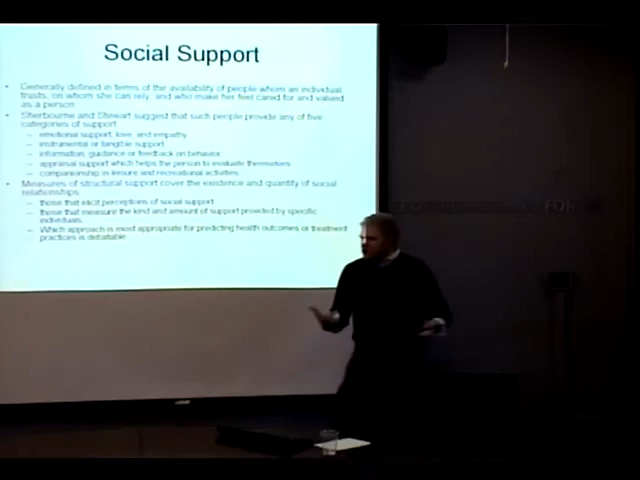 Social Support
• Generally defined in terms of the availability of people whom an individual
trusts, on whom she can rely, and who make her feel cared for and valued
as a person
• Sherbourne and Stewart suggest that such people provide any of five
categories of support
– emotional support, love, and empathy
– instrumental or tangible support
– information, guidance or feedback on behavior
– appraisal support which helps the person to evaluate themselves
– companionship in leisure and recreational activities.
• Measures of structural support cover the existence and quantity of social
relationships
– those that elicit perceptions of social support
– those that measure the kind and amount of support provided by specific
individuals.
– Which approach is most appropriate for predicting health outcomes or treatment
practices is debatable
FOR